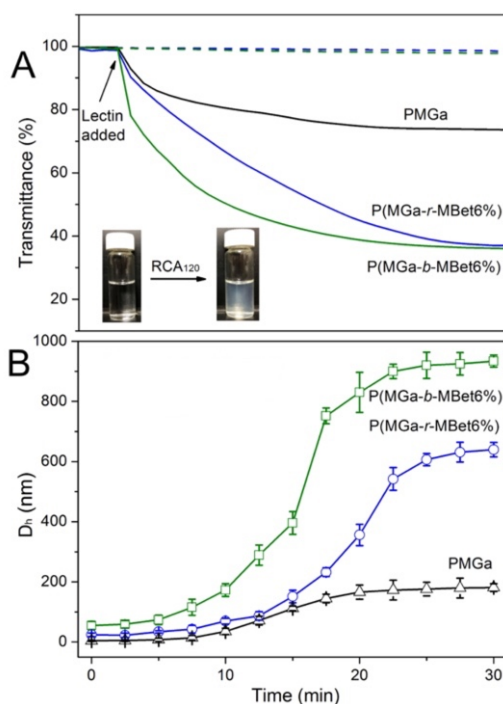 A
Transmittance (%)
100
80
60
40
20
Lectin
added
PMGa
P(MGa-r-MBet6%)
P(MGa-b-MBet6%)
RCA120
B
Dₕ (nm)
1000
800
600
400
200
0
P(MGa-b-MBet6%)
P(MGa-r-MBet6%)
PMGa
0 10 20 30
Time (min)